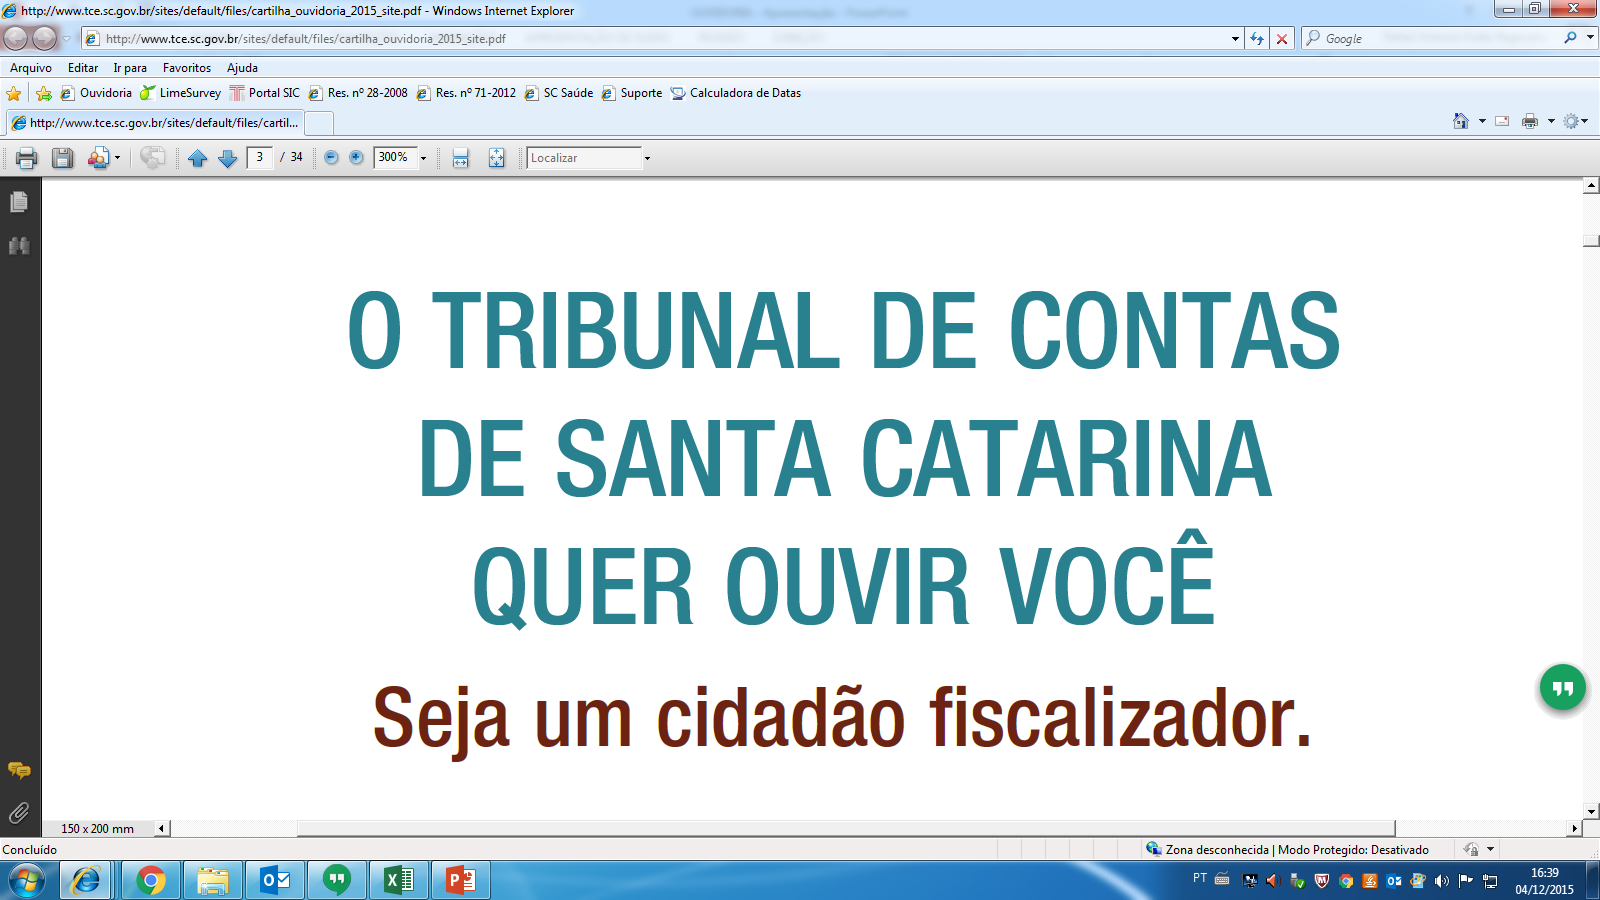 http://www.tce.sc.gov.br/sites/default/files/cartilha_ouvidoria_2015_site.pdf - Windows Internet Explorer
http://www.tce.sc.gov.br/sites/default/files/cartilha_ouvidoria_2015_site.pdf
Google
Arquivo Editar Ir para Favoritos Ajuda
Ouvidoria LimeSurvey Portal SIC Res. nº 28-2008 Res. nº 71-2012 SC Saúde Suporte Calculadora de Datas
http://www.tce.sc.gov.br/sites/default/files/cartil...
3 / 34 300% Localizar
O TRIBUNAL DE CONTAS
DE SANTA CATARINA
QUER OUVIR VOCÊ
Seja um cidadão fiscalizador.
150 x 200 mm
Concluído
Zona desconhecida | Modo Protegido: Desativado
PT
16:39
04/12/2015